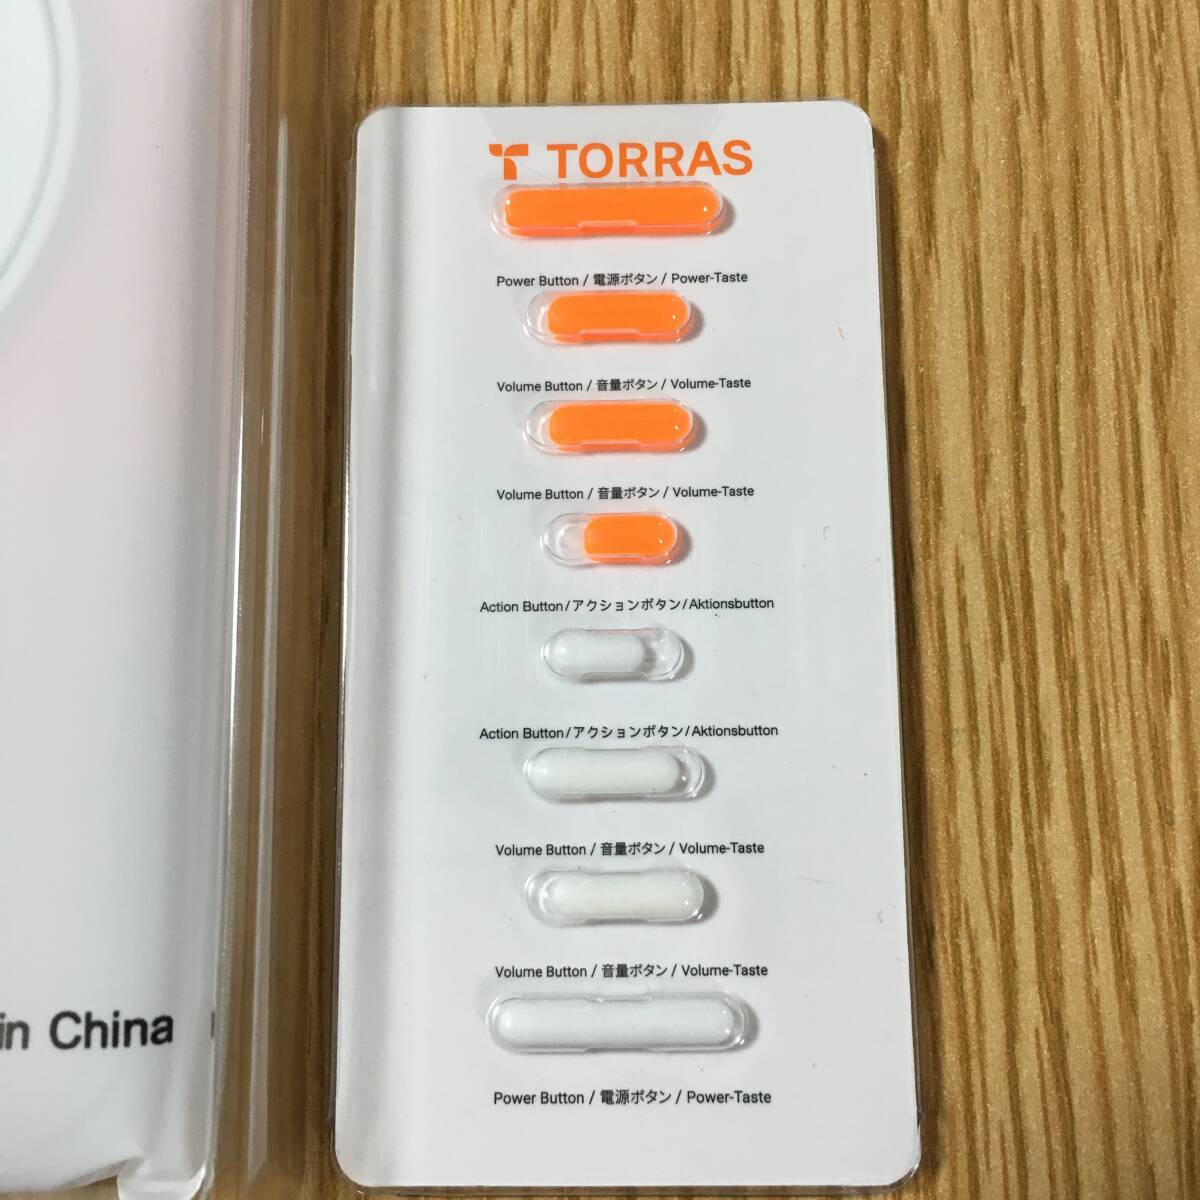 TORRAS
Power Button / 電源ボタン / Power-Taste
Volume Button / 音量ボタン / Volume-Taste
Volume Button / 音量ボタン / Volume-Taste
Action Button/アクションボタン/Aktionsbutton
Action Button/アクションボタン/Aktionsbutton
Volume Button / 音量ボタン / Volume-Taste
Volume Button / 音量ボタン / Volume-Taste
Power Button / 電源ボタン / Power-Taste
in China